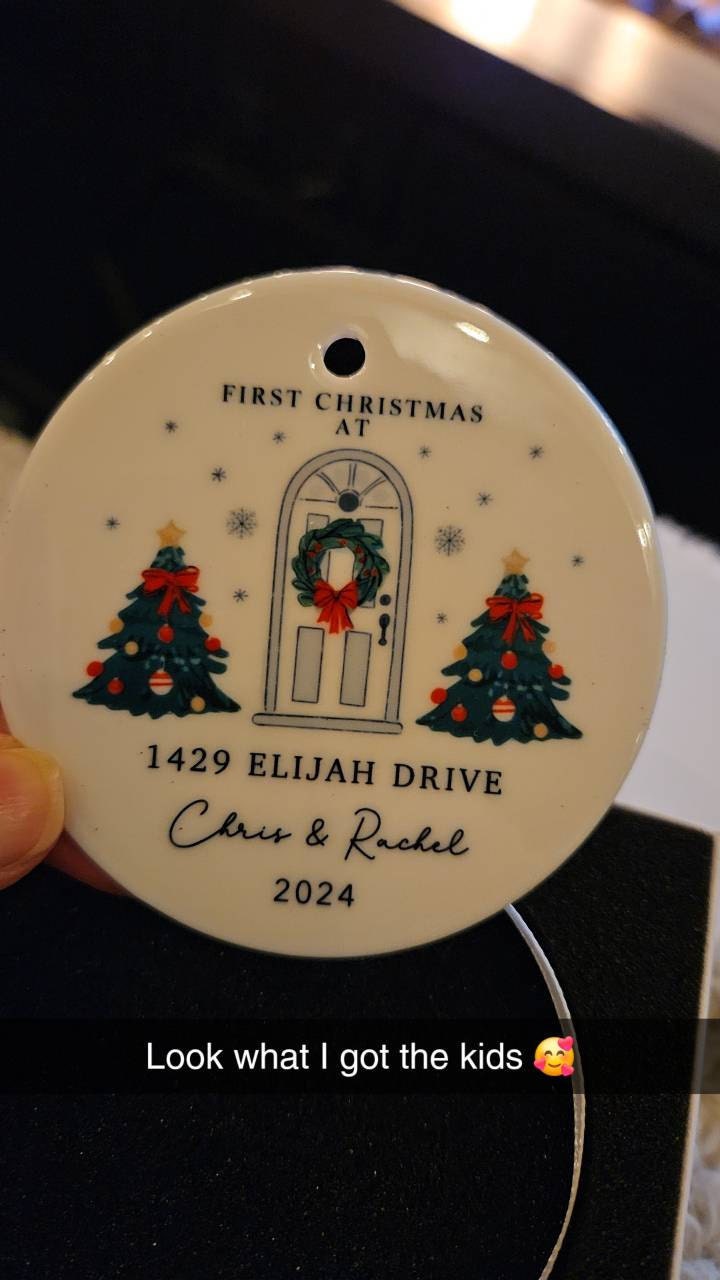 FIRST CHRISTMAS
AT
1429 ELIJAH DRIVE
Chris & Rachel
2024
Look what I got the kids 🥰